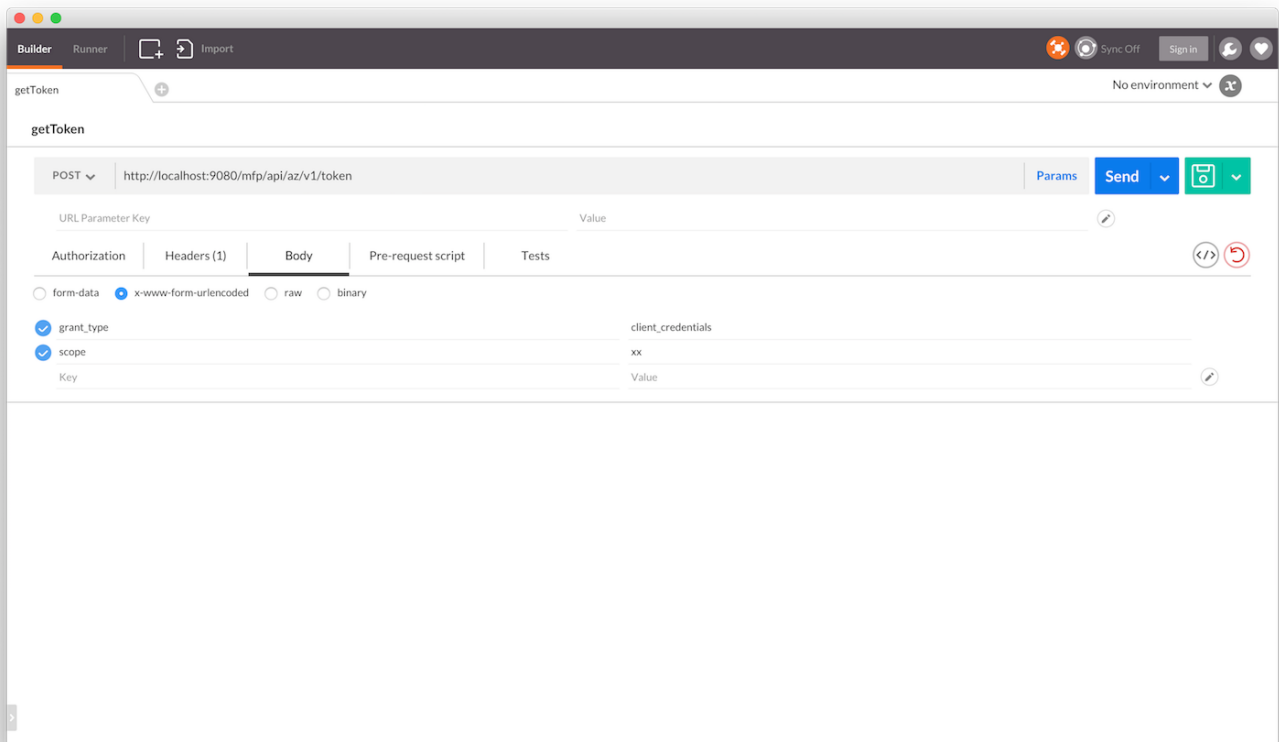 Builder Runner Import Sync Off Sign in
getToken No environment x
getToken
POST http://localhost:9080/mfp/api/az/v1/token Params Send
URL Parameter Key Value
Authorization Headers (1) Body Pre-request script Tests </>
form-data x-www-form-urlencoded raw binary
grant_type client_credentials
scope xx
Key Value